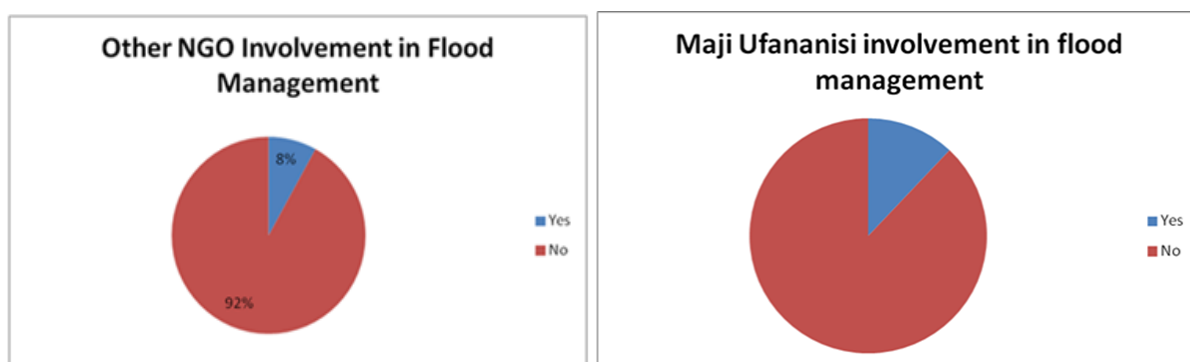 Other NGO Involvement in Flood
Management
8%
92%
Yes
No
Maji Ufananisi involvement in flood
management
Yes
No